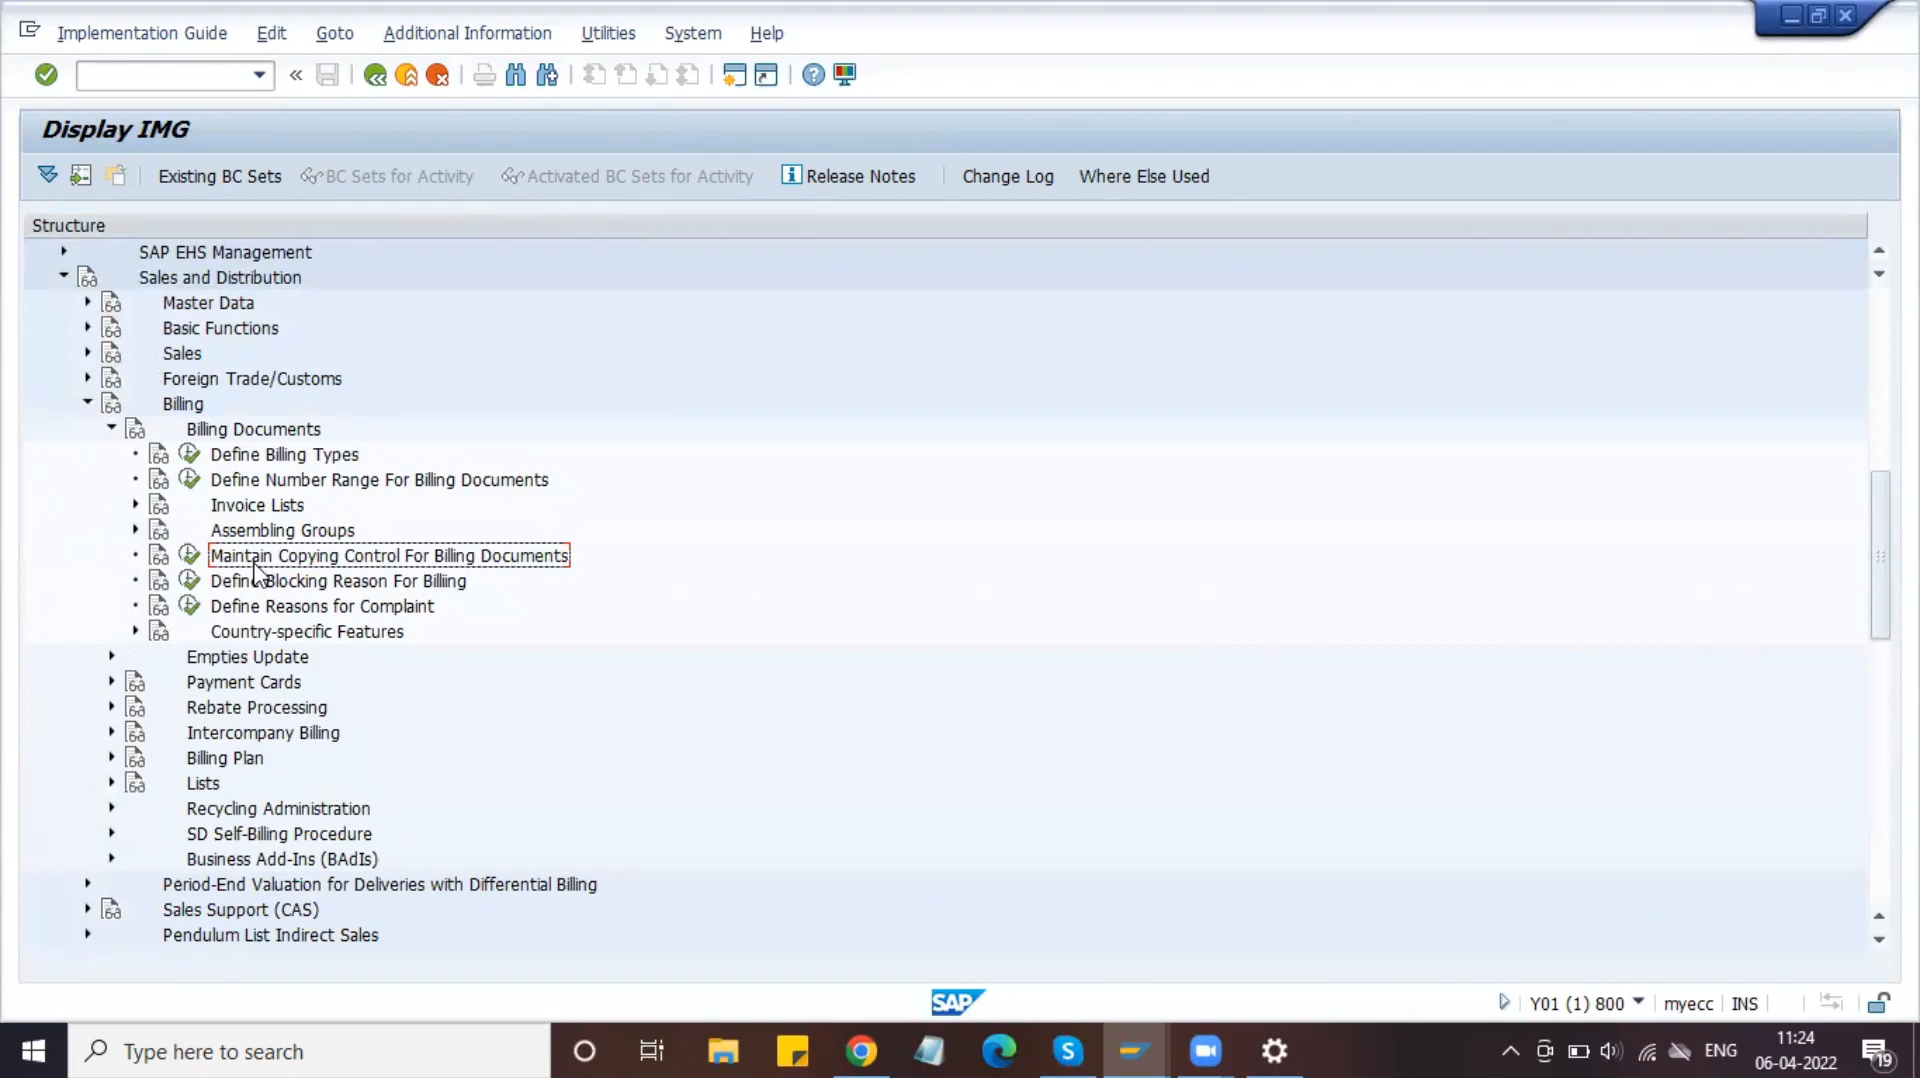 Implementation Guide Edit Goto Additional Information Utilities System Help
Display IMG
Existing BC Sets BC Sets for Activity Activated BC Sets for Activity Release Notes Change Log Where Else Used
Structure
SAP EHS Management
Sales and Distribution
Master Data
Basic Functions
Sales
Foreign Trade/Customs
Billing
Billing Documents
Define Billing Types
Define Number Range For Billing Documents
Invoice Lists
Assembling Groups
Maintain Copying Control For Billing Documents
Define Blocking Reason For Billiing
Define Reasons for Complaint
Country-specific Features
Empties Update
Payment Cards
Rebate Processing
Intercompany Billing
Billing Plan
Lists
Recycling Administration
SD Self-Billing Procedure
Business Add-Ins (BAdIs)
Period-End Valuation for Deliveries with Differential Billing
Sales Support (CAS)
Pendulum List Indirect Sales
SAP
Y01 (1) 800 myecc INS
Type here to search
ENG
11:24
06-04-2022
19